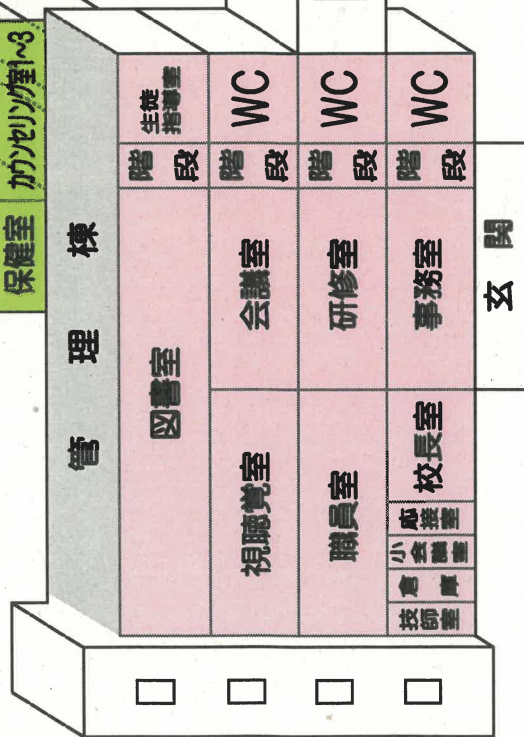 保健室 カウンセリング室1~3
管理棟
図書室 階段 生徒指導室
視聴覚室 会議室 階段 WC
職員室 研修室 階段 WC
技師室 倉庫 小会議室 応接室 校長室 事務室 階段 WC
玄関